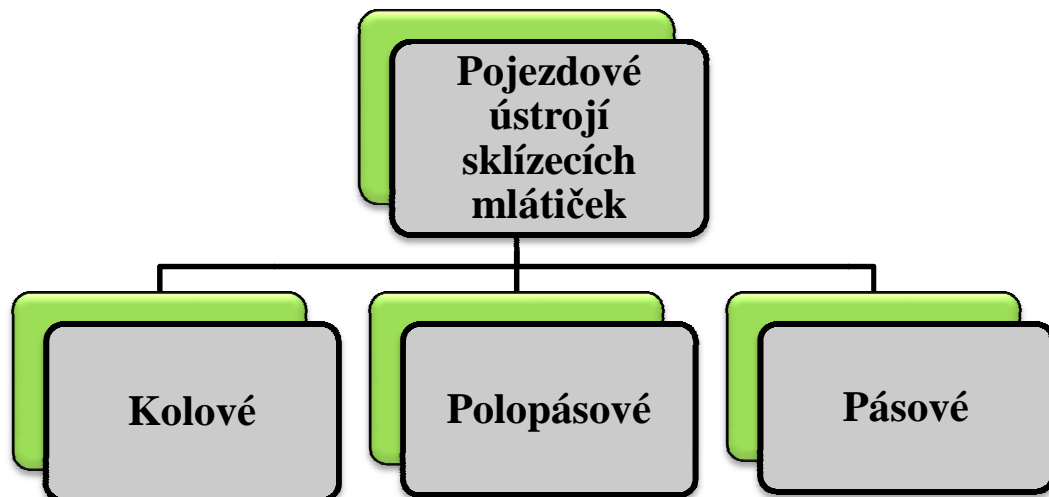 Pojezdové
ústrojí
sklízecích
mlátiček
Kolové
Polopásové
Pásové